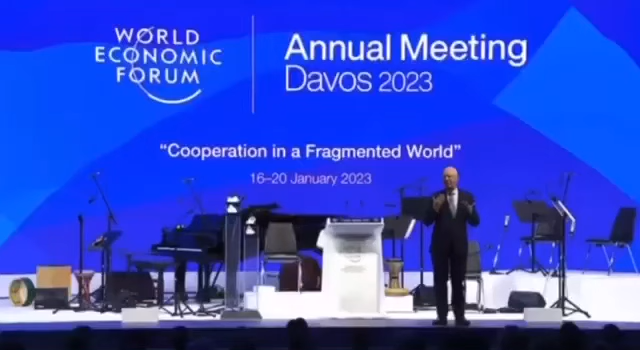 WORLD
ECONOMIC
FORUM
Annual Meeting
Davos 2023
“Cooperation in a Fragmented World”
16–20 January 2023